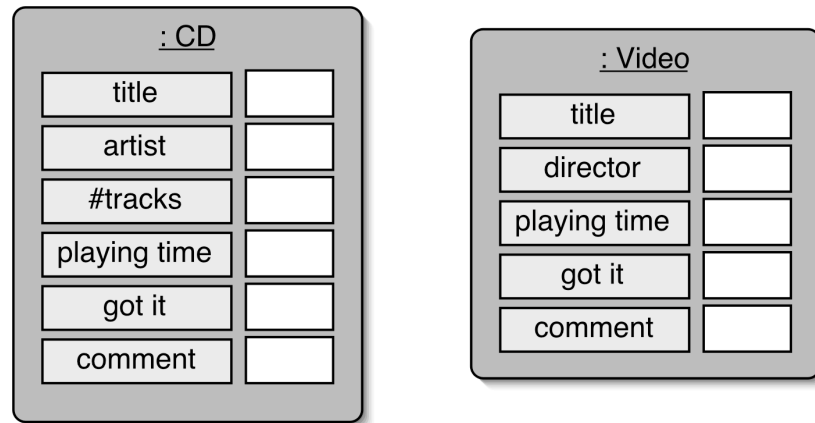 : CD
title
artist
#tracks
playing time
got it
comment
: Video
title
director
playing time
got it
comment